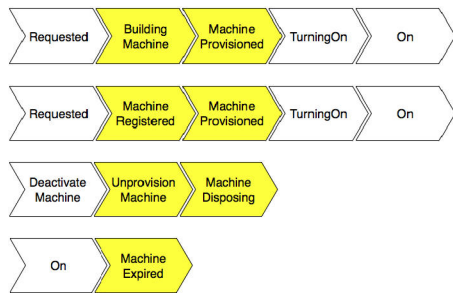 Requested
Building
Machine
Machine
Provisioned
TurningOn
On
Requested
Machine
Registered
Machine
Provisioned
TurningOn
On
Deactivate
Machine
Unprovision
Machine
Machine
Disposing
On
Machine
Expired